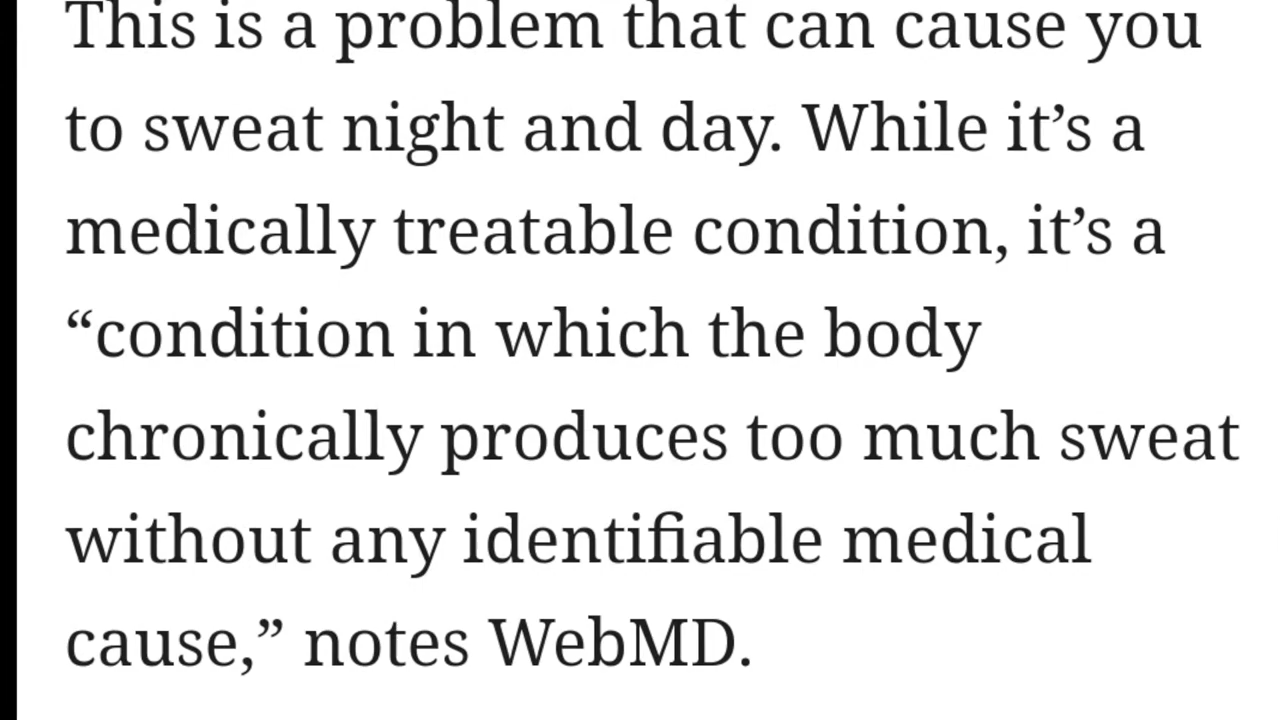 This is a problem that can cause you
to sweat night and day. While it’s a
medically treatable condition, it’s a
“condition in which the body
chronically produces too much sweat
without any identifiable medical
cause,” notes WebMD.